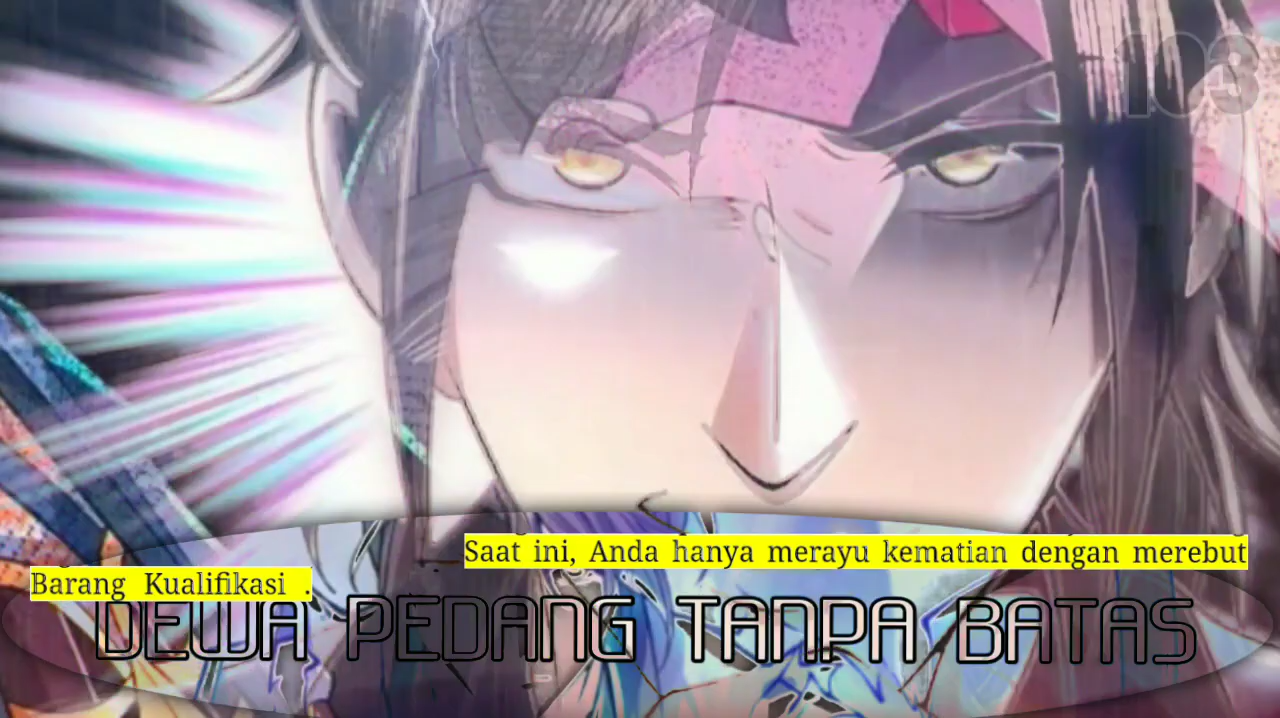 103
Saat ini, Anda hanya merayu kematian dengan merebut
Barang Kualifikasi .
DEWA PEDANG TANPA BATAS